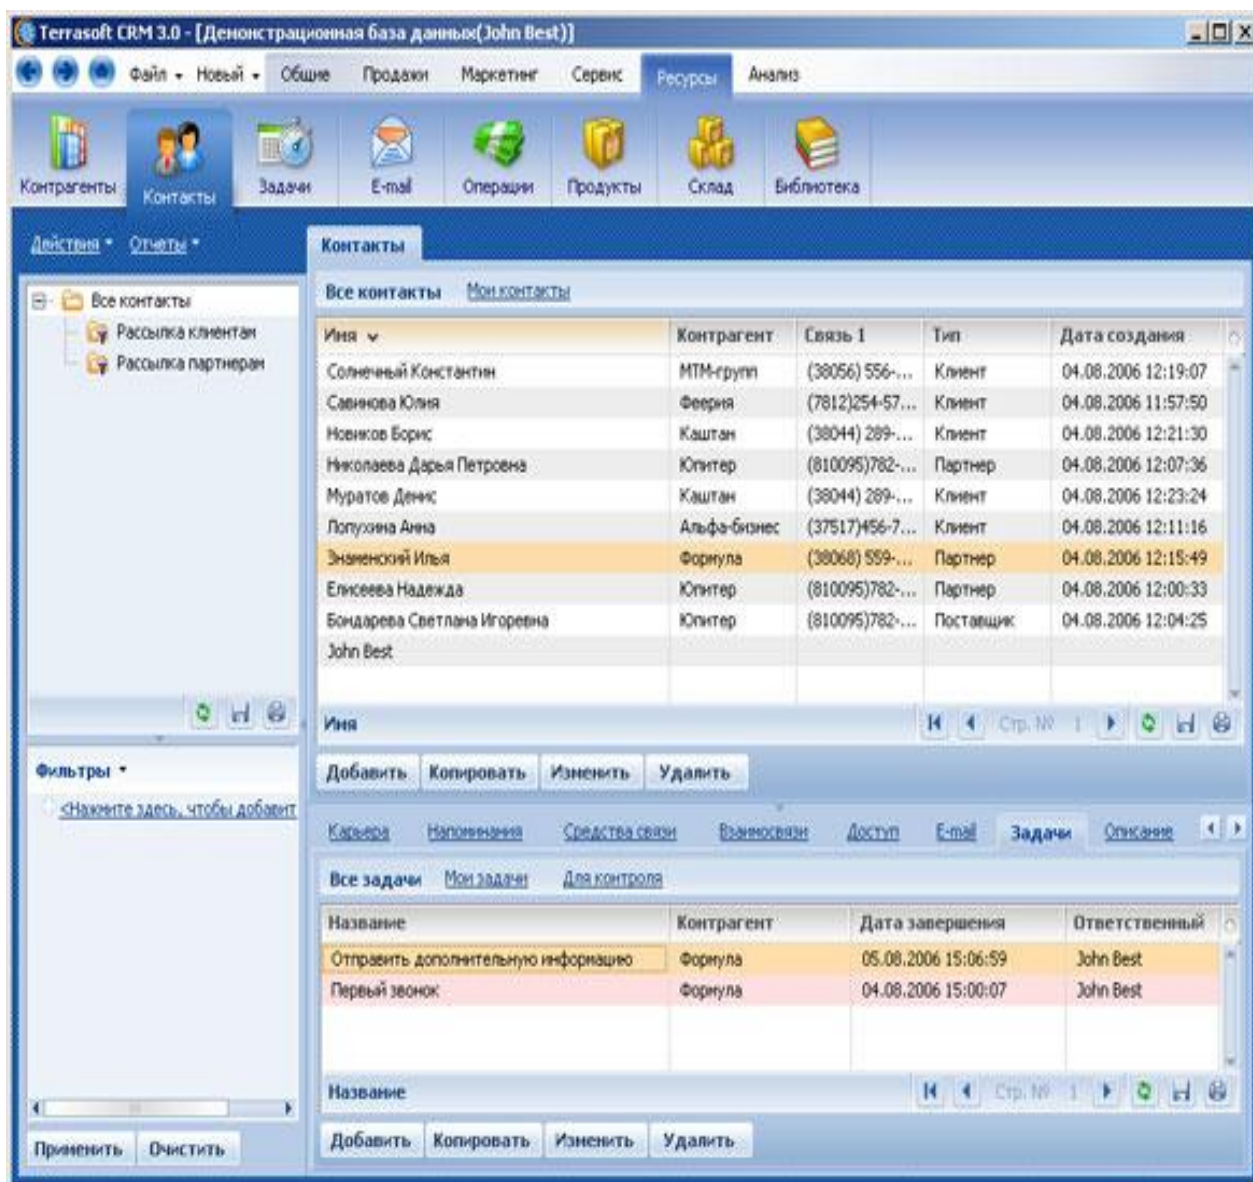 Terrasoft CRM 3.0 - [Демонстрационная база данных(John Best)]
Файл Новый Общие Продажи Маркетинг Сервис Ресурсы Анализ
Контрагенты Контакты Задачи E-mail Операции Продукты Склад Библиотека
Действия Отчеты
Контакты
Все контакты
Рассылка клиентам
Рассылка партнерам
Все контакты Мои контакты
Имя Контрагент Связь 1 Тип Дата создания
Солнечный Константин МТМ-групп (38056) 556-... Клиент 04.08.2006 12:19:07
Савинова Юлия Феерия (7812)254-57... Клиент 04.08.2006 11:57:50
Новиков Борис Каштан (38044) 289-... Клиент 04.08.2006 12:21:30
Николаева Дарья Петровна Юпитер (810095)782-... Партнер 04.08.2006 12:07:36
Муратов Денис Каштан (38044) 289-... Клиент 04.08.2006 12:23:24
Лопухина Анна Альфа-бизнес (37517)456-7... Клиент 04.08.2006 12:11:16
Знаменский Илья Формула (38068) 559-... Партнер 04.08.2006 12:15:49
Елисеева Надежда Юпитер (810095)782-... Партнер 04.08.2006 12:00:33
Бондарева Светлана Игоревна Юпитер (810095)782-... Поставщик 04.08.2006 12:04:25
John Best
Имя Стр. № 1
Добавить Копировать Изменить Удалить
Фильтры
<Нажмите здесь, чтобы добавит
Карьера Напоминания Средства связи Взаимосвязи Доступ E-mail Задачи Описание
Все задачи Мои задачи Для контроля
Название Контрагент Дата завершения Ответственный
Отправить дополнительную информацию Формула 05.08.2006 15:06:59 John Best
Первый звонок Формула 04.08.2006 15:00:07 John Best
Название Стр. № 1
Добавить Копировать Изменить Удалить
Применить Очистить